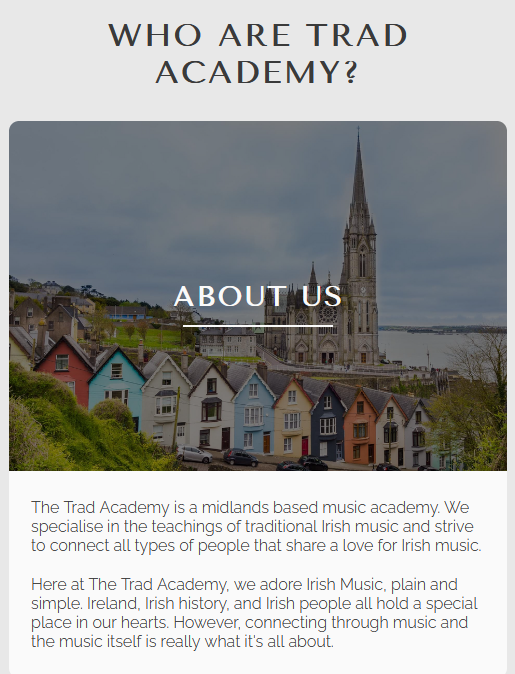 WHO ARE TRAD
ACADEMY?
ABOUT US
The Trad Academy is a midlands based music academy. We
specialise in the teachings of traditional Irish music and strive
to connect all types of people that share a love for Irish music.
Here at The Trad Academy, we adore Irish Music, plain and
simple. Ireland, Irish history, and Irish people all hold a special
place in our hearts. However, connecting through music and
the music itself is really what it's all about.